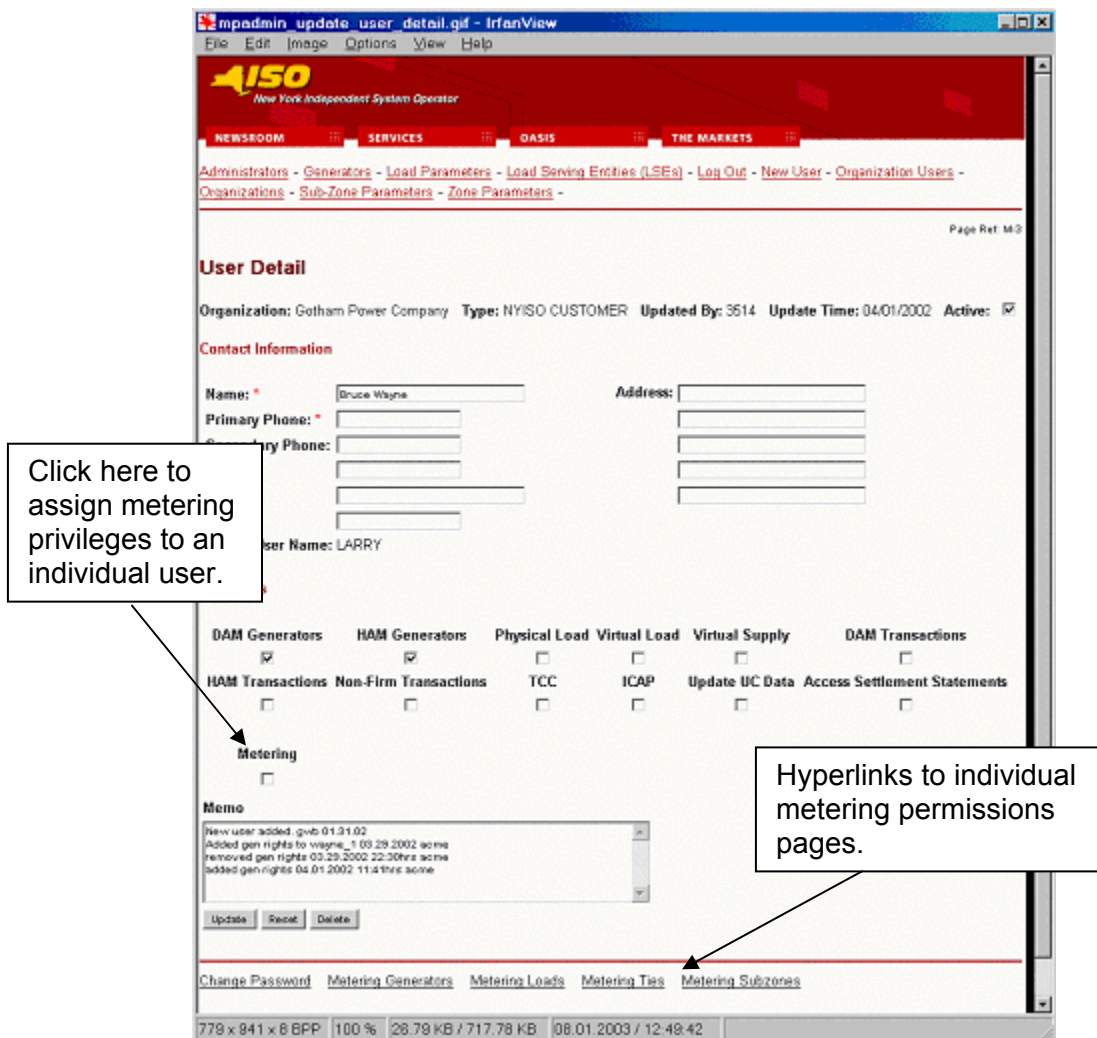 mpadmin_update_user_detail.gif - IrfanView
File Edit Image Options View Help
ISO
New York Independent System Operator
NEWSROOM SERVICES OASIS THE MARKETS
Administrators - Generators - Load Parameters - Load Serving Entities (LSEs) - Log Out - New User - Organization Users -
Organizations - Sub-Zone Parameters - Zone Parameters -
Page Ref: M-3
User Detail
Organization: Gotham Power Company Type: NYISO CUSTOMER Updated By: 3514 Update Time: 04/01/2002 Active:
Contact Information
Name: * Bruce Wayne Address:
Primary Phone: *
Phone:
Click here to
assign metering
privileges to an
individual user.
User Name: LARRY
DAM Generators HAM Generators Physical Load Virtual Load Virtual Supply DAM Transactions
HAM Transactions Non-Firm Transactions TCC ICAP Update UC Data Access Settlement Statements
Metering
Hyperlinks to individual
metering permissions
pages.
Memo
New user added. gwb 01.31.02
Added gen rights to wayne_1 03.29.2002 acme
removed gen rights 03.29.2002 22:30hrs acme
added gen rights 04.01.2002 11:41hrs acme
Update Reset Delete
Change Password Metering Generators Metering Loads Metering Ties Metering Subzones
779 x 941 x 8 BPP 100 % 26.79 KB / 717.78 KB 08.01.2003 / 12:49:42